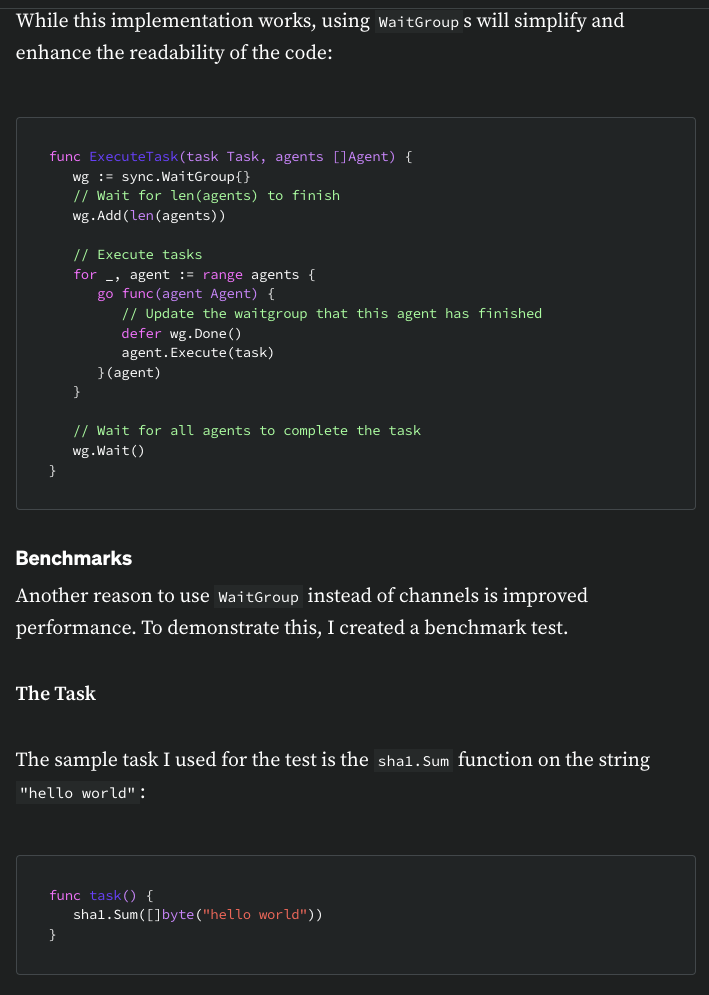 While this implementation works, using WaitGroups will simplify and
enhance the readability of the code:
func ExecuteTask(task Task, agents []Agent) {
   wg := sync.WaitGroup{}
   // Wait for len(agents) to finish
   wg.Add(len(agents))

   // Execute tasks
   for _, agent := range agents {
      go func(agent Agent) {
         // Update the waitgroup that this agent has finished
         defer wg.Done()
         agent.Execute(task)
      }(agent)
   }

   // Wait for all agents to complete the task
   wg.Wait()
}
Benchmarks
Another reason to use WaitGroup instead of channels is improved
performance. To demonstrate this, I created a benchmark test.
The Task
The sample task I used for the test is the sha1.Sum function on the string
"hello world":
func task() {
   sha1.Sum([]byte("hello world"))
}